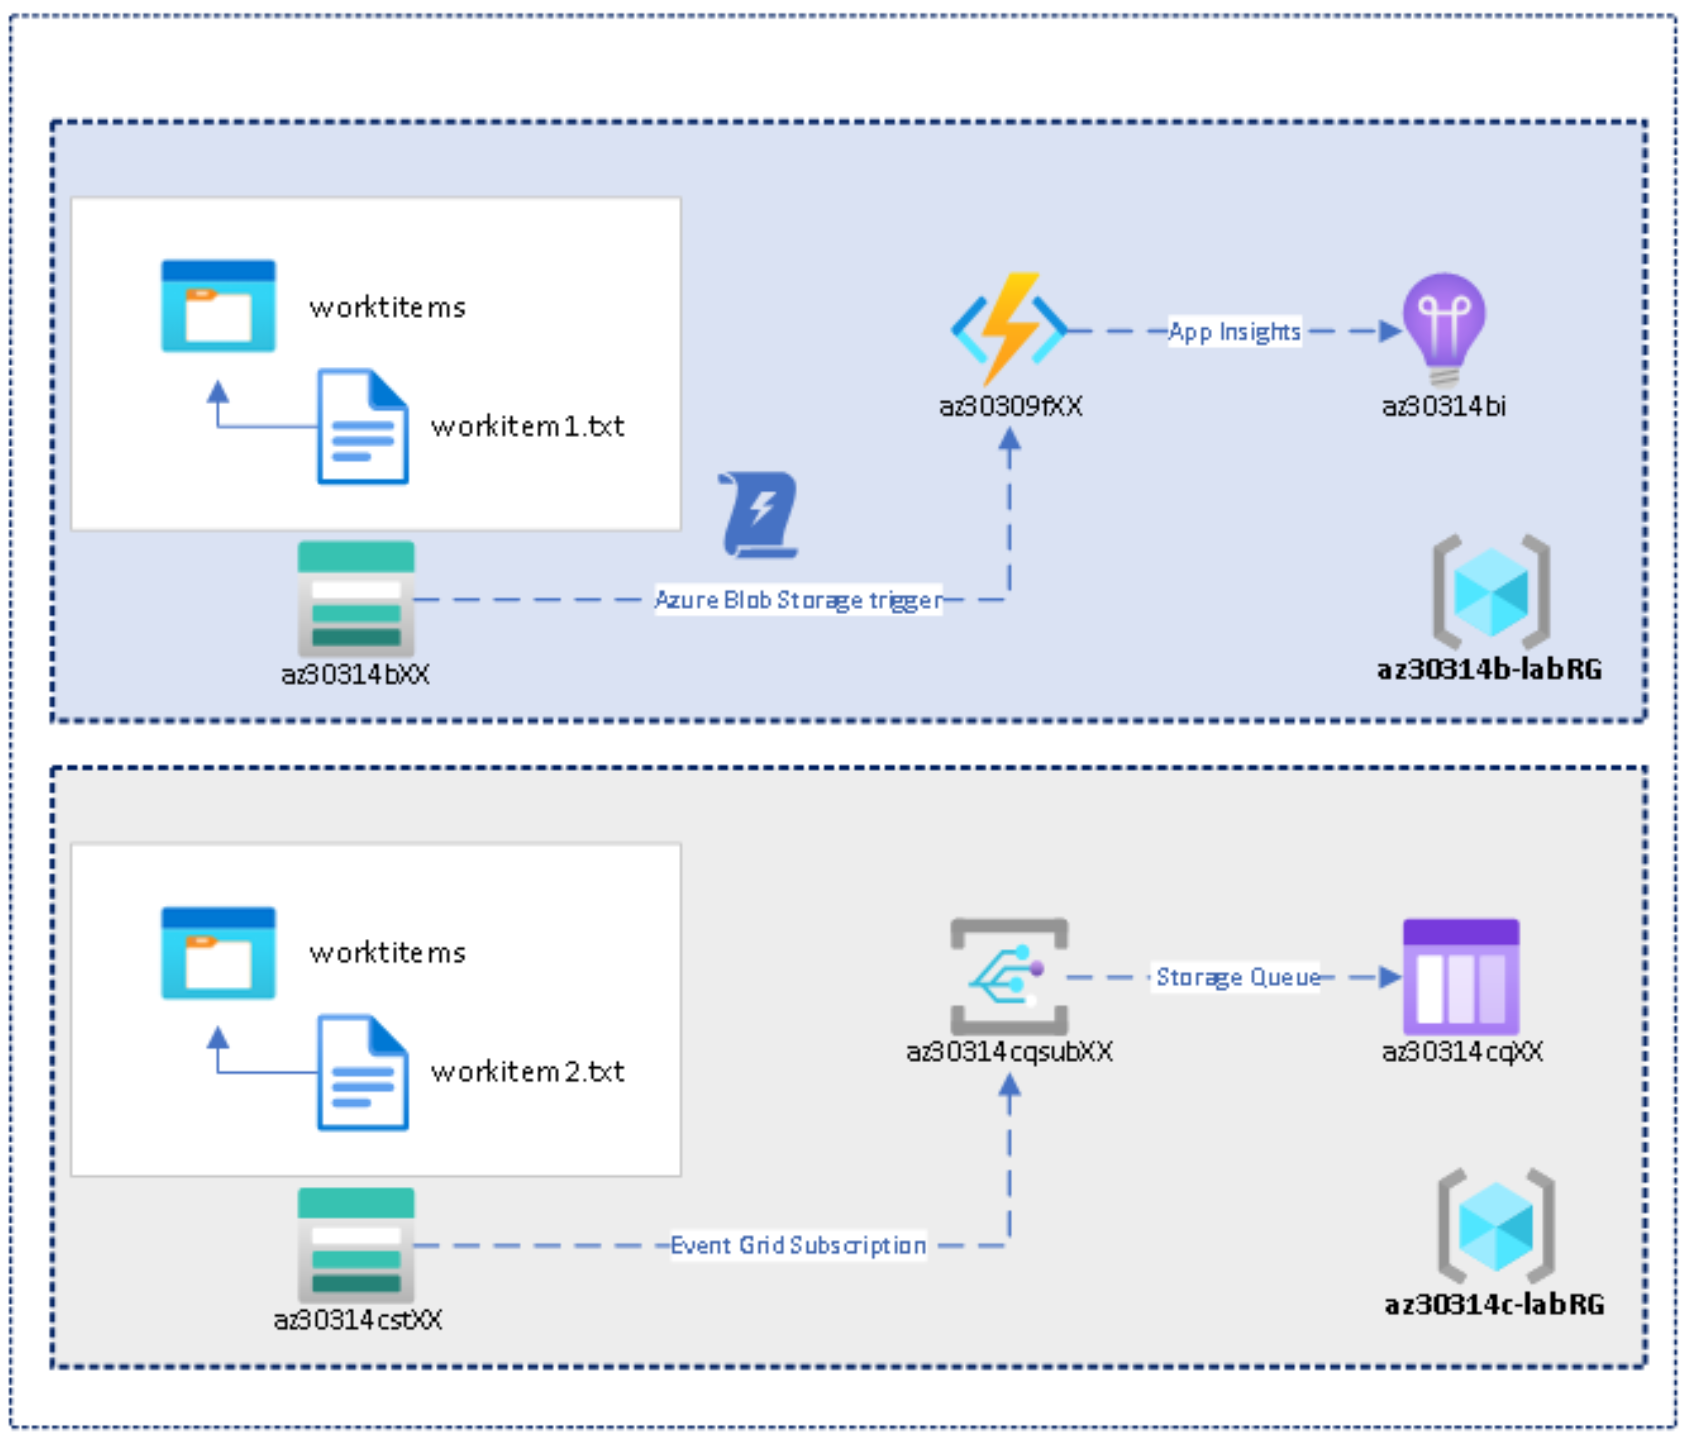 worktitems
workitem1.txt
az30309fXX
App Insights
az30314bi
Azure Blob Storage trigger
az30314bXX
az30314b-labRG
worktitems
workitem2.txt
az30314cqsubXX
Storage Queue
az30314cqXX
Event Grid Subscription
az30314cstXX
az30314c-labRG